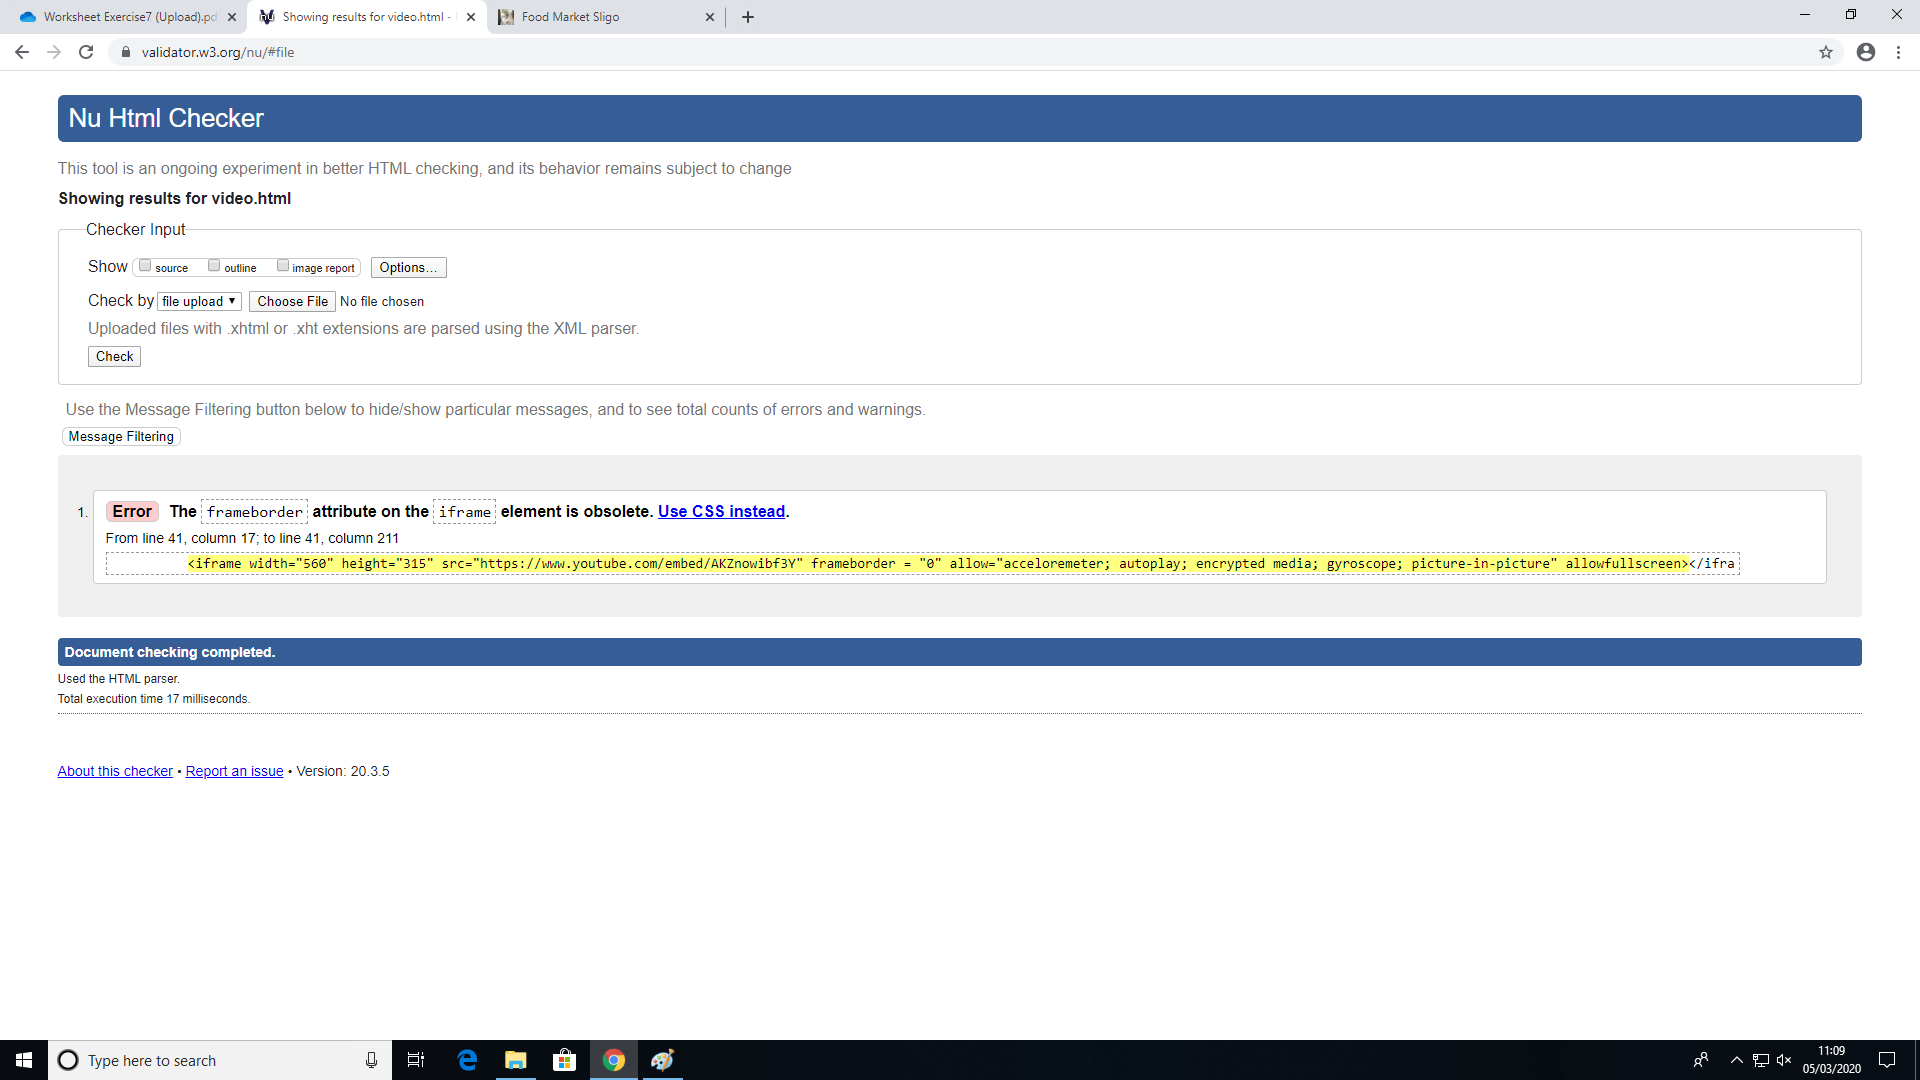 Worksheet Exercise7 (Upload).pd
Showing results for video.html -
Food Market Sligo
validator.w3.org/nu/#file
Nu Html Checker
This tool is an ongoing experiment in better HTML checking, and its behavior remains subject to change
Showing results for video.html
Checker Input
Show source outline image report Options...
Check by file upload Choose File No file chosen
Uploaded files with .xhtml or .xht extensions are parsed using the XML parser.
Check
Use the Message Filtering button below to hide/show particular messages, and to see total counts of errors and warnings.
Message Filtering
1. Error The frameborder attribute on the iframe element is obsolete. Use CSS instead.
From line 41, column 17; to line 41, column 211
<iframe width="560" height="315" src="https://www.youtube.com/embed/AKZnowibf3Y" frameborder = "0" allow="acceloremeter; autoplay; encrypted media; gyroscope; picture-in-picture" allowfullscreen></ifra
Document checking completed.
Used the HTML parser.
Total execution time 17 milliseconds.
About this checker • Report an issue • Version: 20.3.5
Type here to search
11:09
05/03/2020